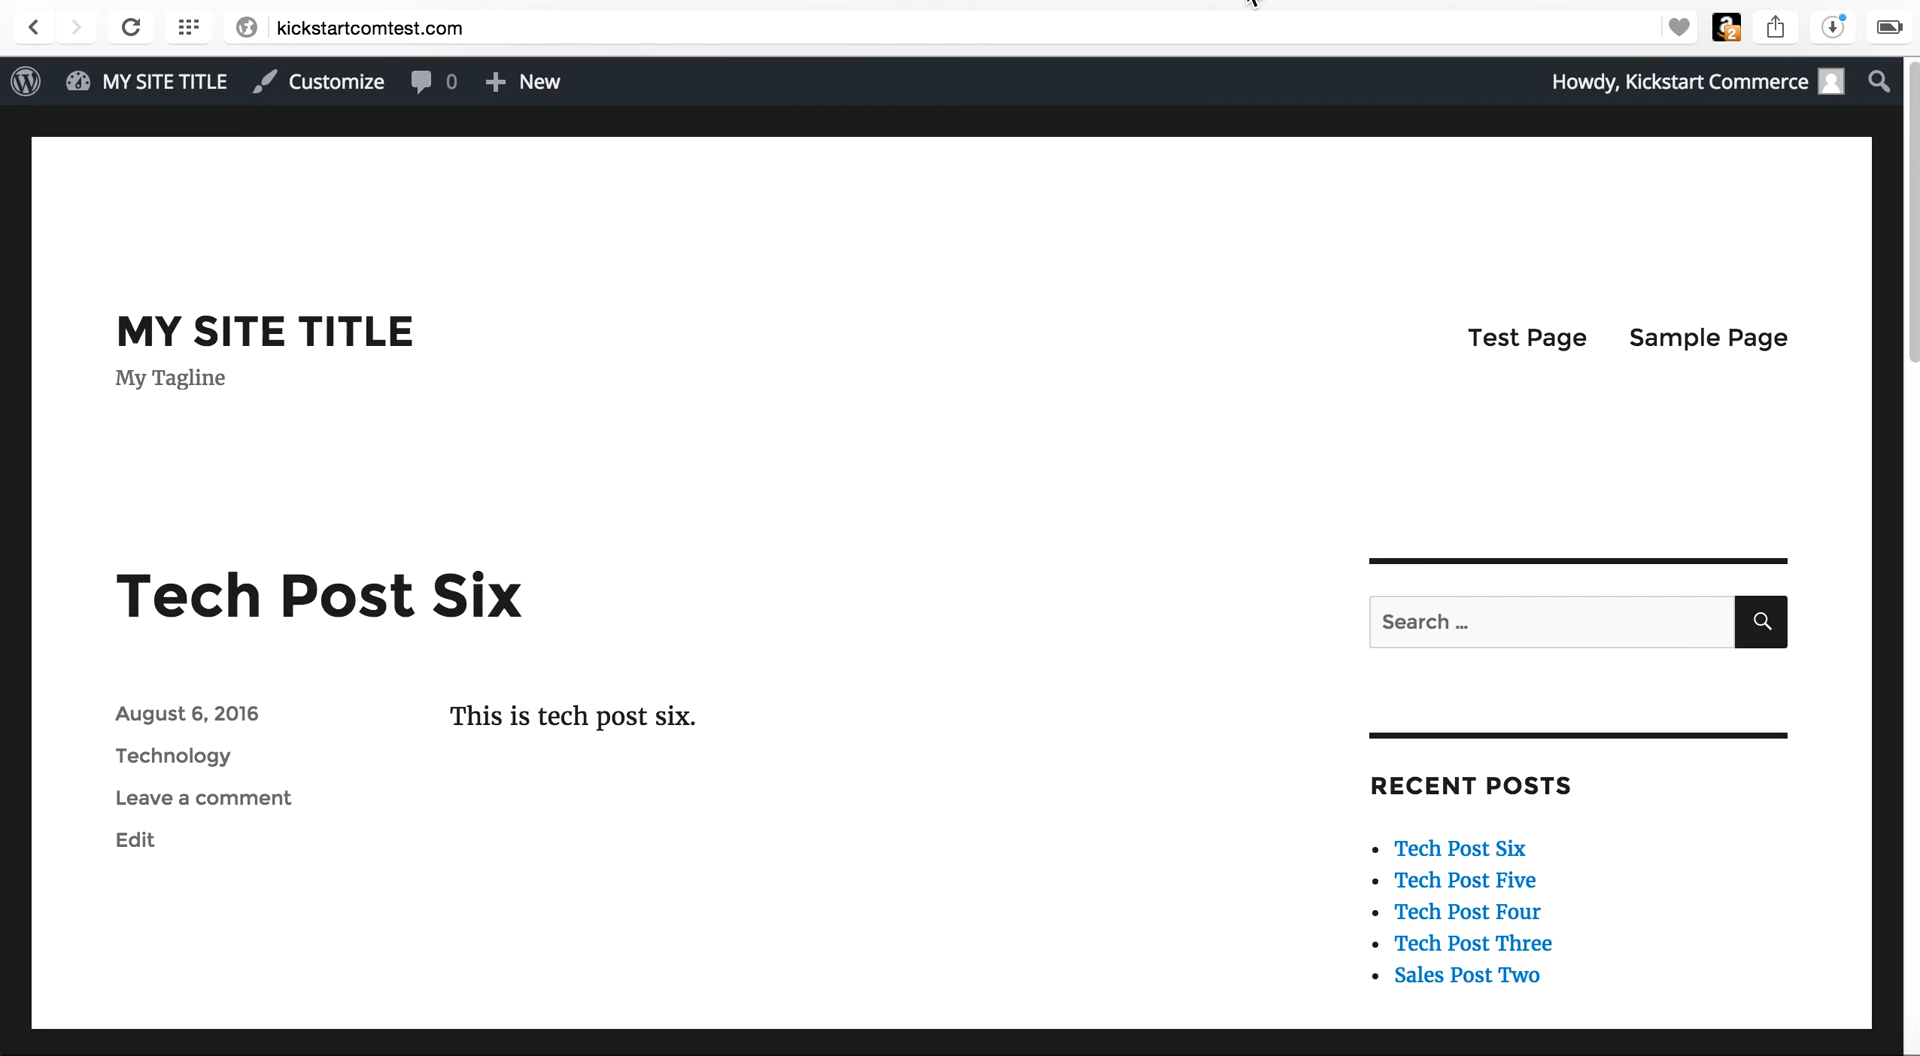 kickstartcomtest.com
2
MY SITE TITLE Customize 0 New Howdy, Kickstart Commerce
MY SITE TITLE
My Tagline
Test Page Sample Page
Tech Post Six
Search ...
August 6, 2016
This is tech post six.
Technology
Leave a comment
Edit
RECENT POSTS
Tech Post Six
Tech Post Five
Tech Post Four
Tech Post Three
Sales Post Two